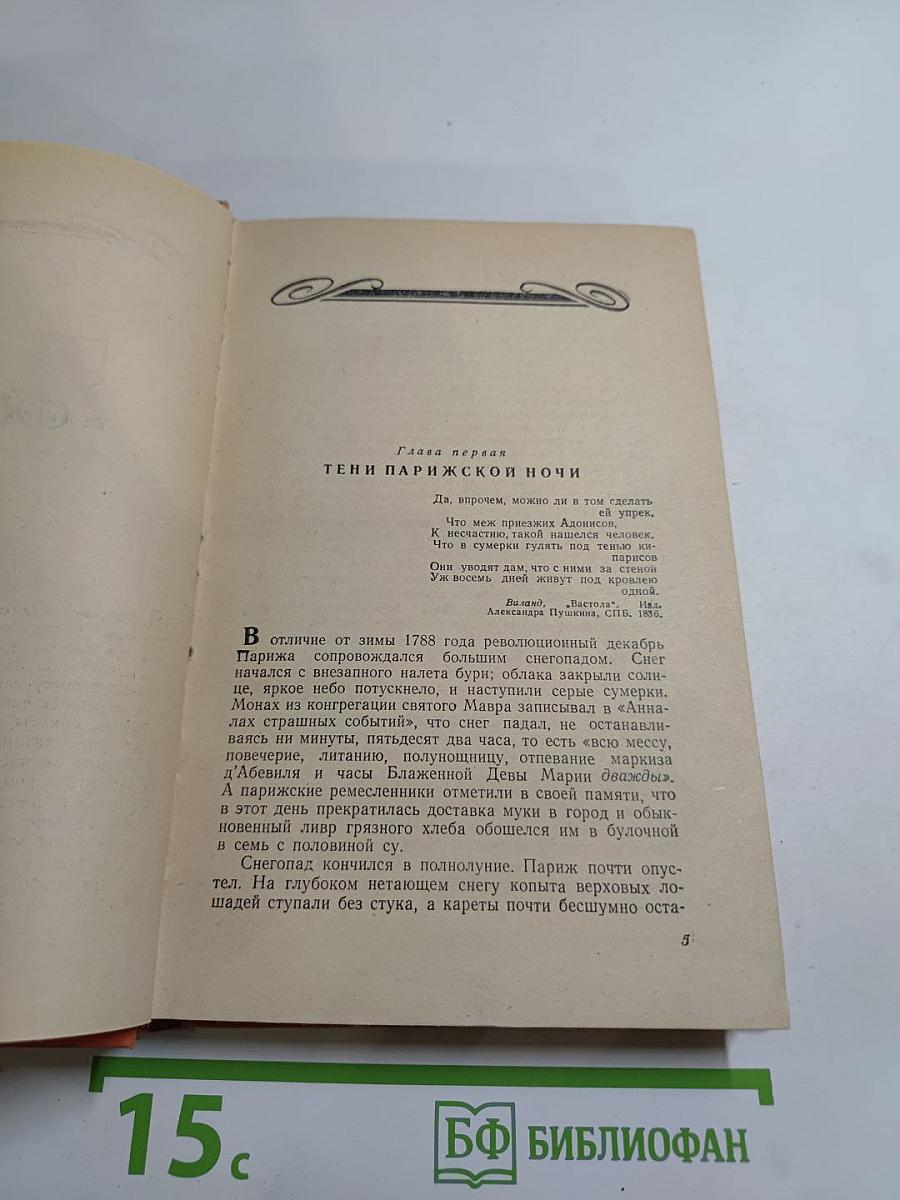 Глава первая
ТЕНИ ПАРИЖСКОЙ НОЧИ
Да, впрочем, можно ли в том сделать
ей упрек,
Что меж приезжих Адонисов,
К несчастию, такой нашелся человек,
Что в сумерки гулять под тенью ки-
парисов
Они уводят дам, что с ними за стеной
Уж восемь дней живут под кровлею
одной.
Виланд, „Вастола“. Изд.
Александра Пушкина, СПБ. 1836.
В отличие от зимы 1788 года революционный декабрь
Парижа сопровождался большим снегопадом. Снег
начался с внезапного налета бури; облака закрыли солн-
це, яркое небо потускнело, и наступили серые сумерки.
Монах из конгрегации святого Мавра записывал в «Анна-
лах страшных событий», что снег падал, не останавли-
ваясь ни минуты, пятьдесят два часа, то есть «всю мессу,
повечерие, литанию, полунощницу, отпевание маркиза
д'Абевиля и часы Блаженной Девы Марии дважды».
А парижские ремесленники отметили в своей памяти, что
в этот день прекратилась доставка муки в город и обык-
новенный ливр грязного хлеба обошелся им в булочной
в семь с половиной су.
Снегопад кончился в полнолуние. Париж почти опус-
тел. На глубоком нетающем снегу копыта верховых ло-
шадей ступали без стука, а кареты почти бесшумно оста-
5
15 с
БФ БИБЛИОФАН